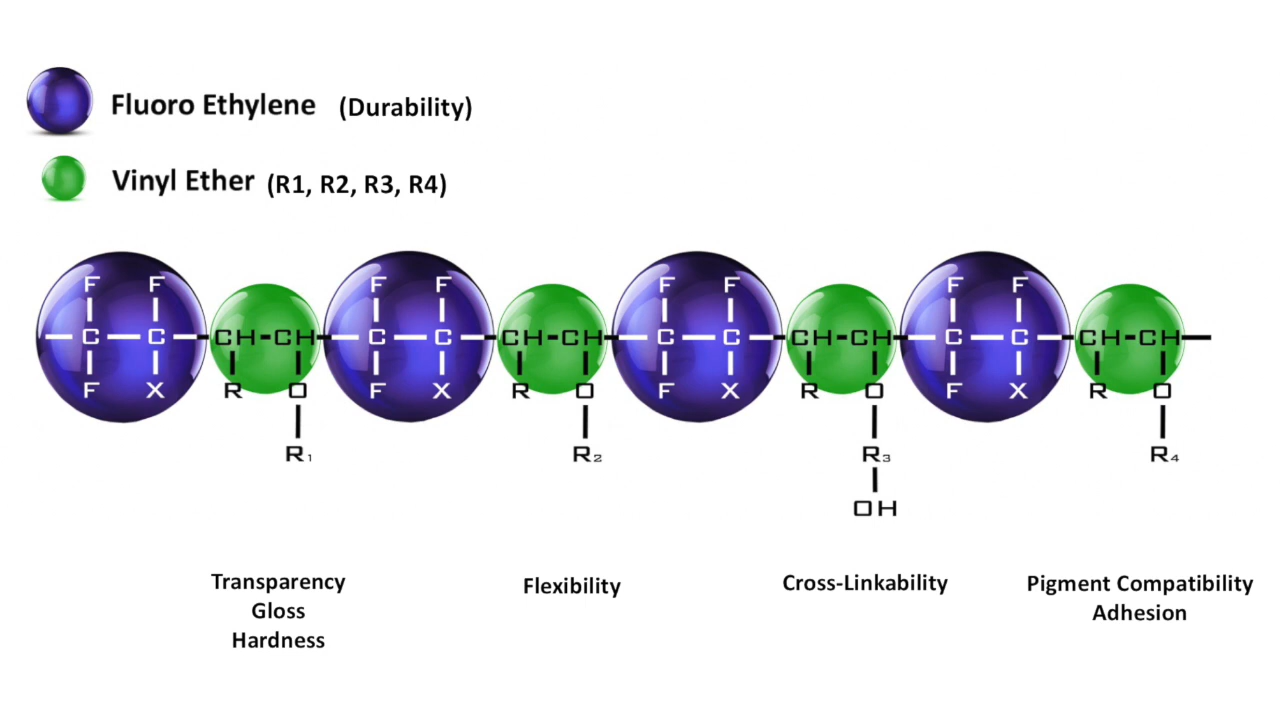 Fluoro Ethylene (Durability)
Vinyl Ether (R1, R2, R3, R4)
F F F F F F F F
C C CH-CH C C CH-CH C C CH-CH C C CH-CH
F X R O F X R O F X R O F X R O
R₁ R₂ R₃ R₄
OH
Transparency Flexibility Cross-Linkability Pigment Compatibility
Gloss Adhesion
Hardness